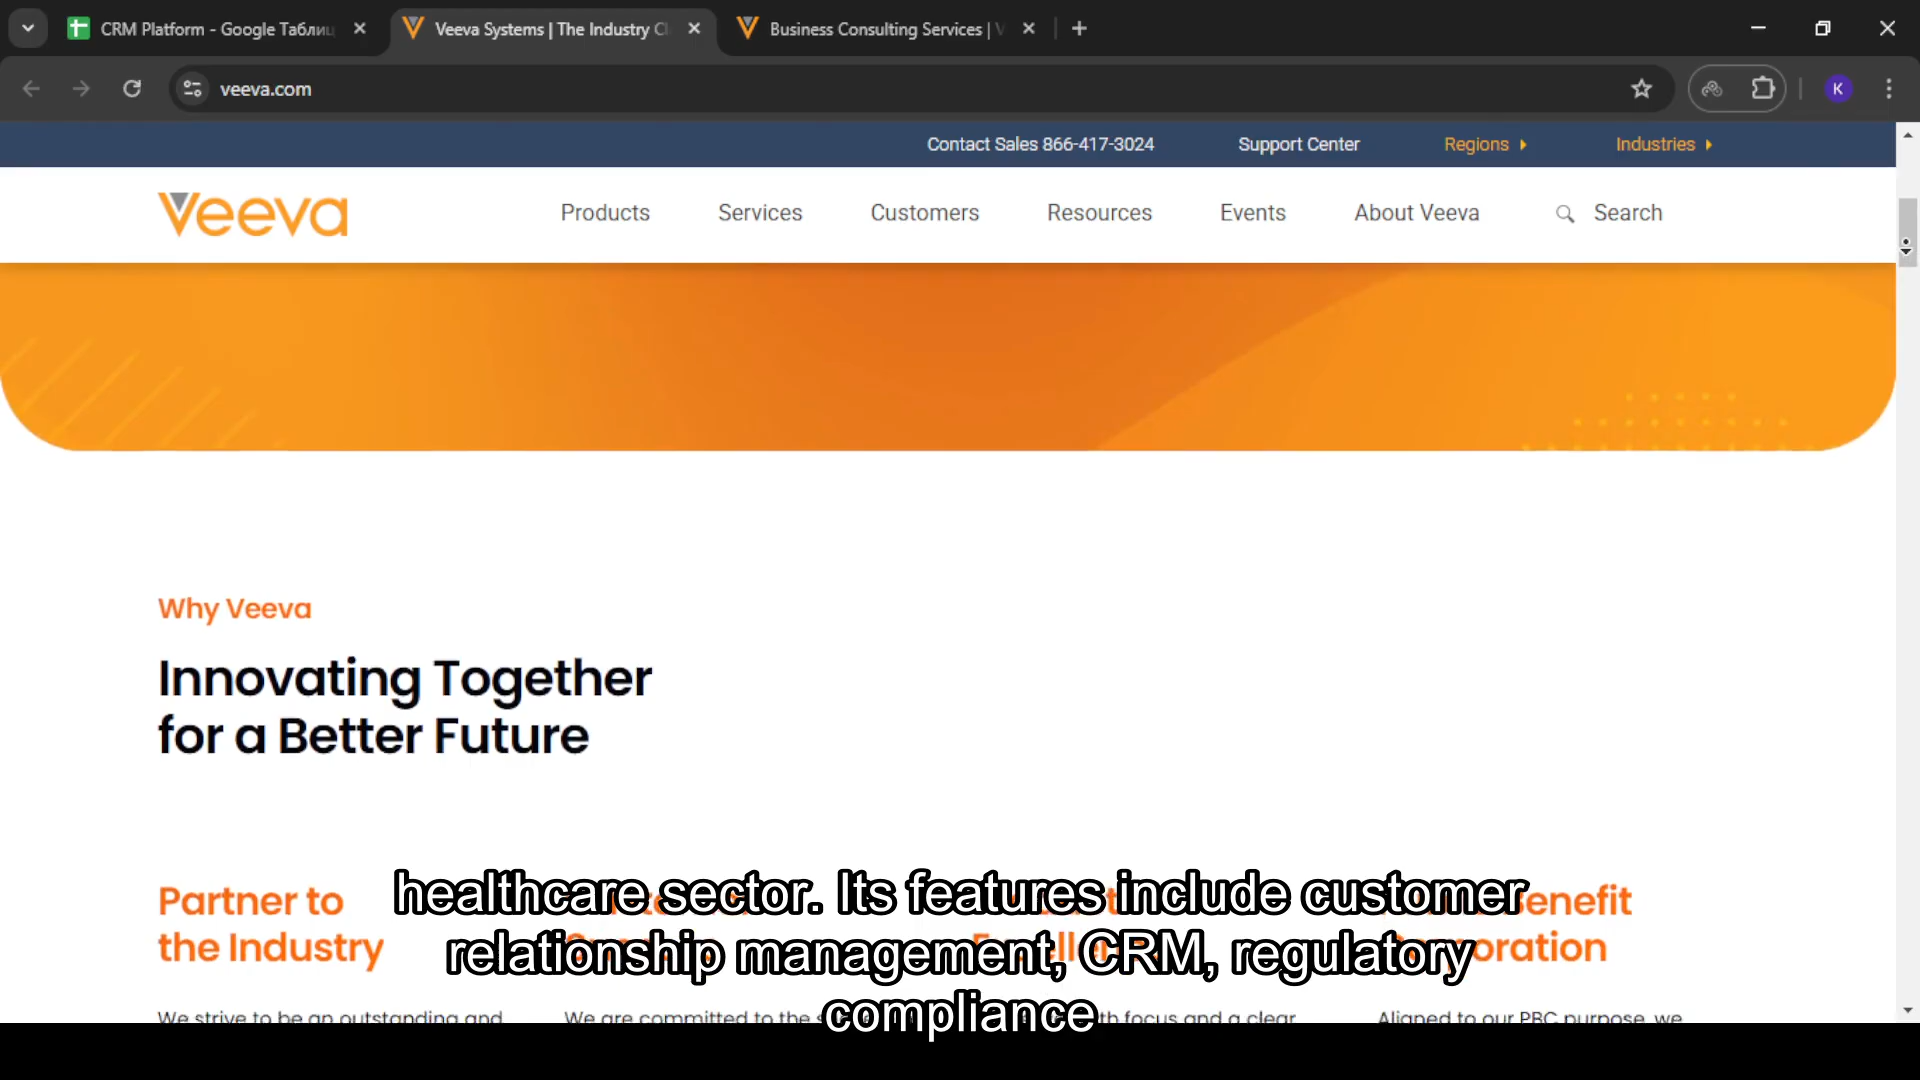 CRM Platform - Google Таблиц
Veeva Systems | The Industry Cl
Business Consulting Services | V
veeva.com
K
Contact Sales 866-417-3024
Support Center
Regions
Industries
Veeva
Products
Services
Customers
Resources
Events
About Veeva
Search
Why Veeva
Innovating Together
for a Better Future
Partner to
the Industry
enefit
oration
healthcare sector. Its features include customer
relationship management, CRM, regulatory
compliance
We strive to be an outstanding and
We are committed to the
th focus and a clear
Aligned to our PBC purpose, we